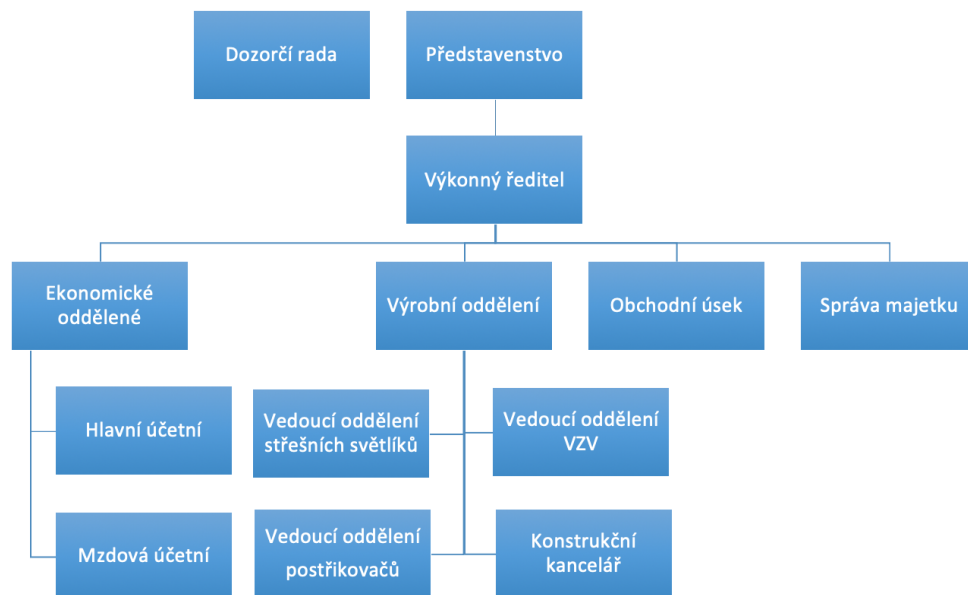 Dozorčí rada
Představenstvo
Výkonný ředitel
Ekonomické
oddělené
Výrobní oddělení
Obchodní úsek
Správa majetku
Hlavní účetní
Vedoucí oddělení
střešních světlíků
Vedoucí oddělení
VZV
Mzdová účetní
Vedoucí oddělení
postřikovačů
Konstrukční
kancelář